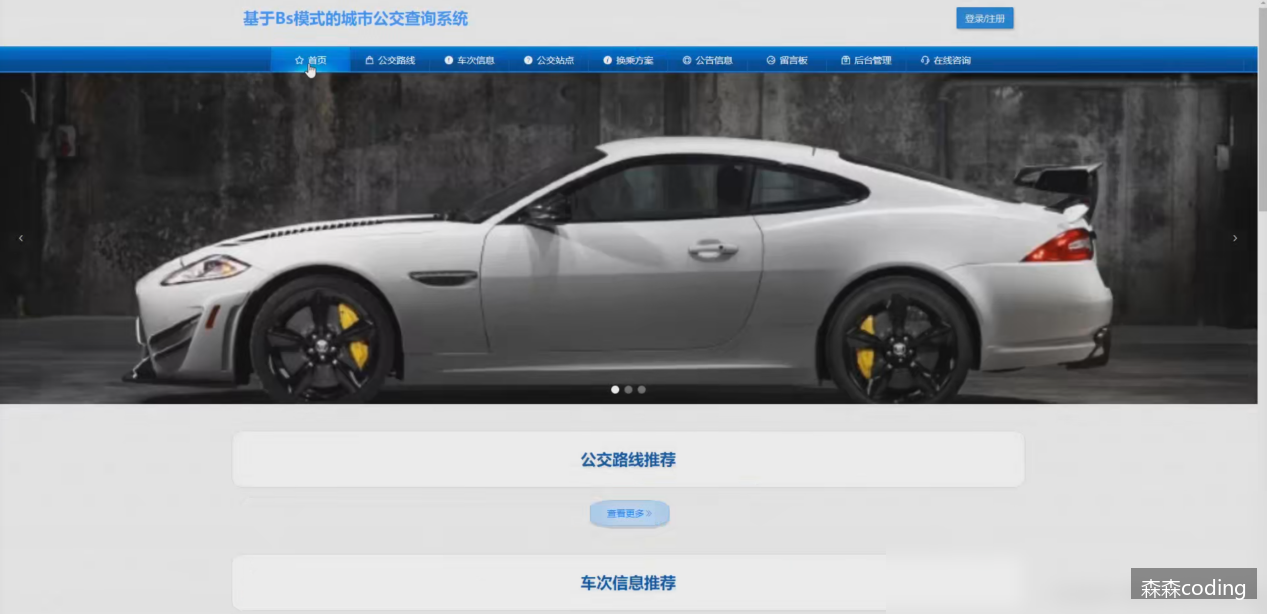 基于Bs模式的城市公交查询系统
登录/注册
首页 公交路线 车次信息 公交站点 换乘方案 公告信息 留言板 后台管理 在线咨询
公交路线推荐
查看更多»
车次信息推荐
森森coding